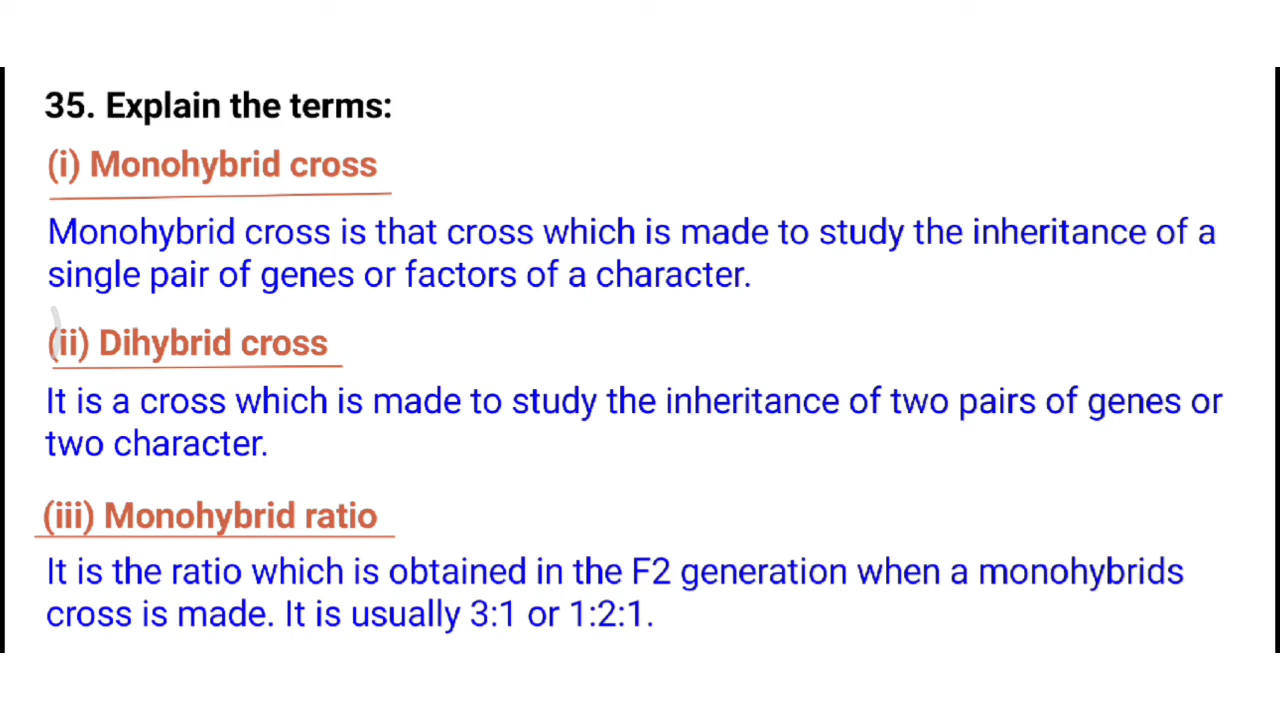 35. Explain the terms:
(i) Monohybrid cross
Monohybrid cross is that cross which is made to study the inheritance of a
single pair of genes or factors of a character.
(ii) Dihybrid cross
It is a cross which is made to study the inheritance of two pairs of genes or
two character.
(iii) Monohybrid ratio
It is the ratio which is obtained in the F2 generation when a monohybrids
cross is made. It is usually 3:1 or 1:2:1.